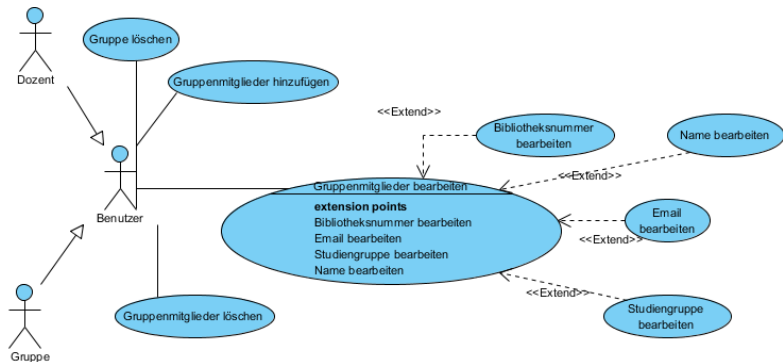 Gruppe löschen
Dozent
Gruppenmitglieder hinzufügen
<<Extend>>
Bibliotheksnummer
bearbeiten
Name bearbeiten
<<Extend>>
Gruppenmitglieder bearbeiten
extension points
Bibliotheksnummer bearbeiten
Email bearbeiten
Studiengruppe bearbeiten
Name bearbeiten
Benutzer
Email
bearbeiten
<<Extend>>
<<Extend>>
Studiengruppe
bearbeiten
Gruppenmitglieder löschen
Gruppe